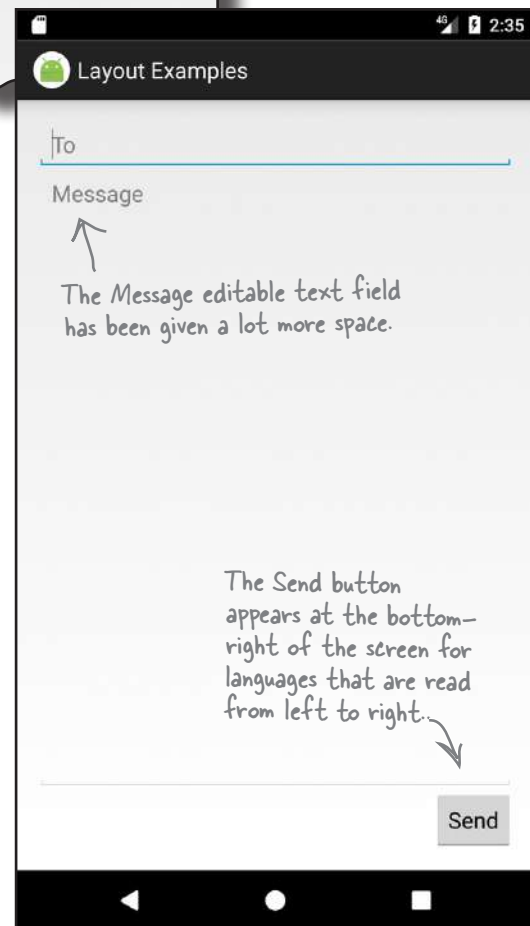 4G 2:35
Layout Examples
To
Message
The Message editable text field
has been given a lot more space.
The Send button
appears at the bottom-
right of the screen for
languages that are read
from left to right..
Send